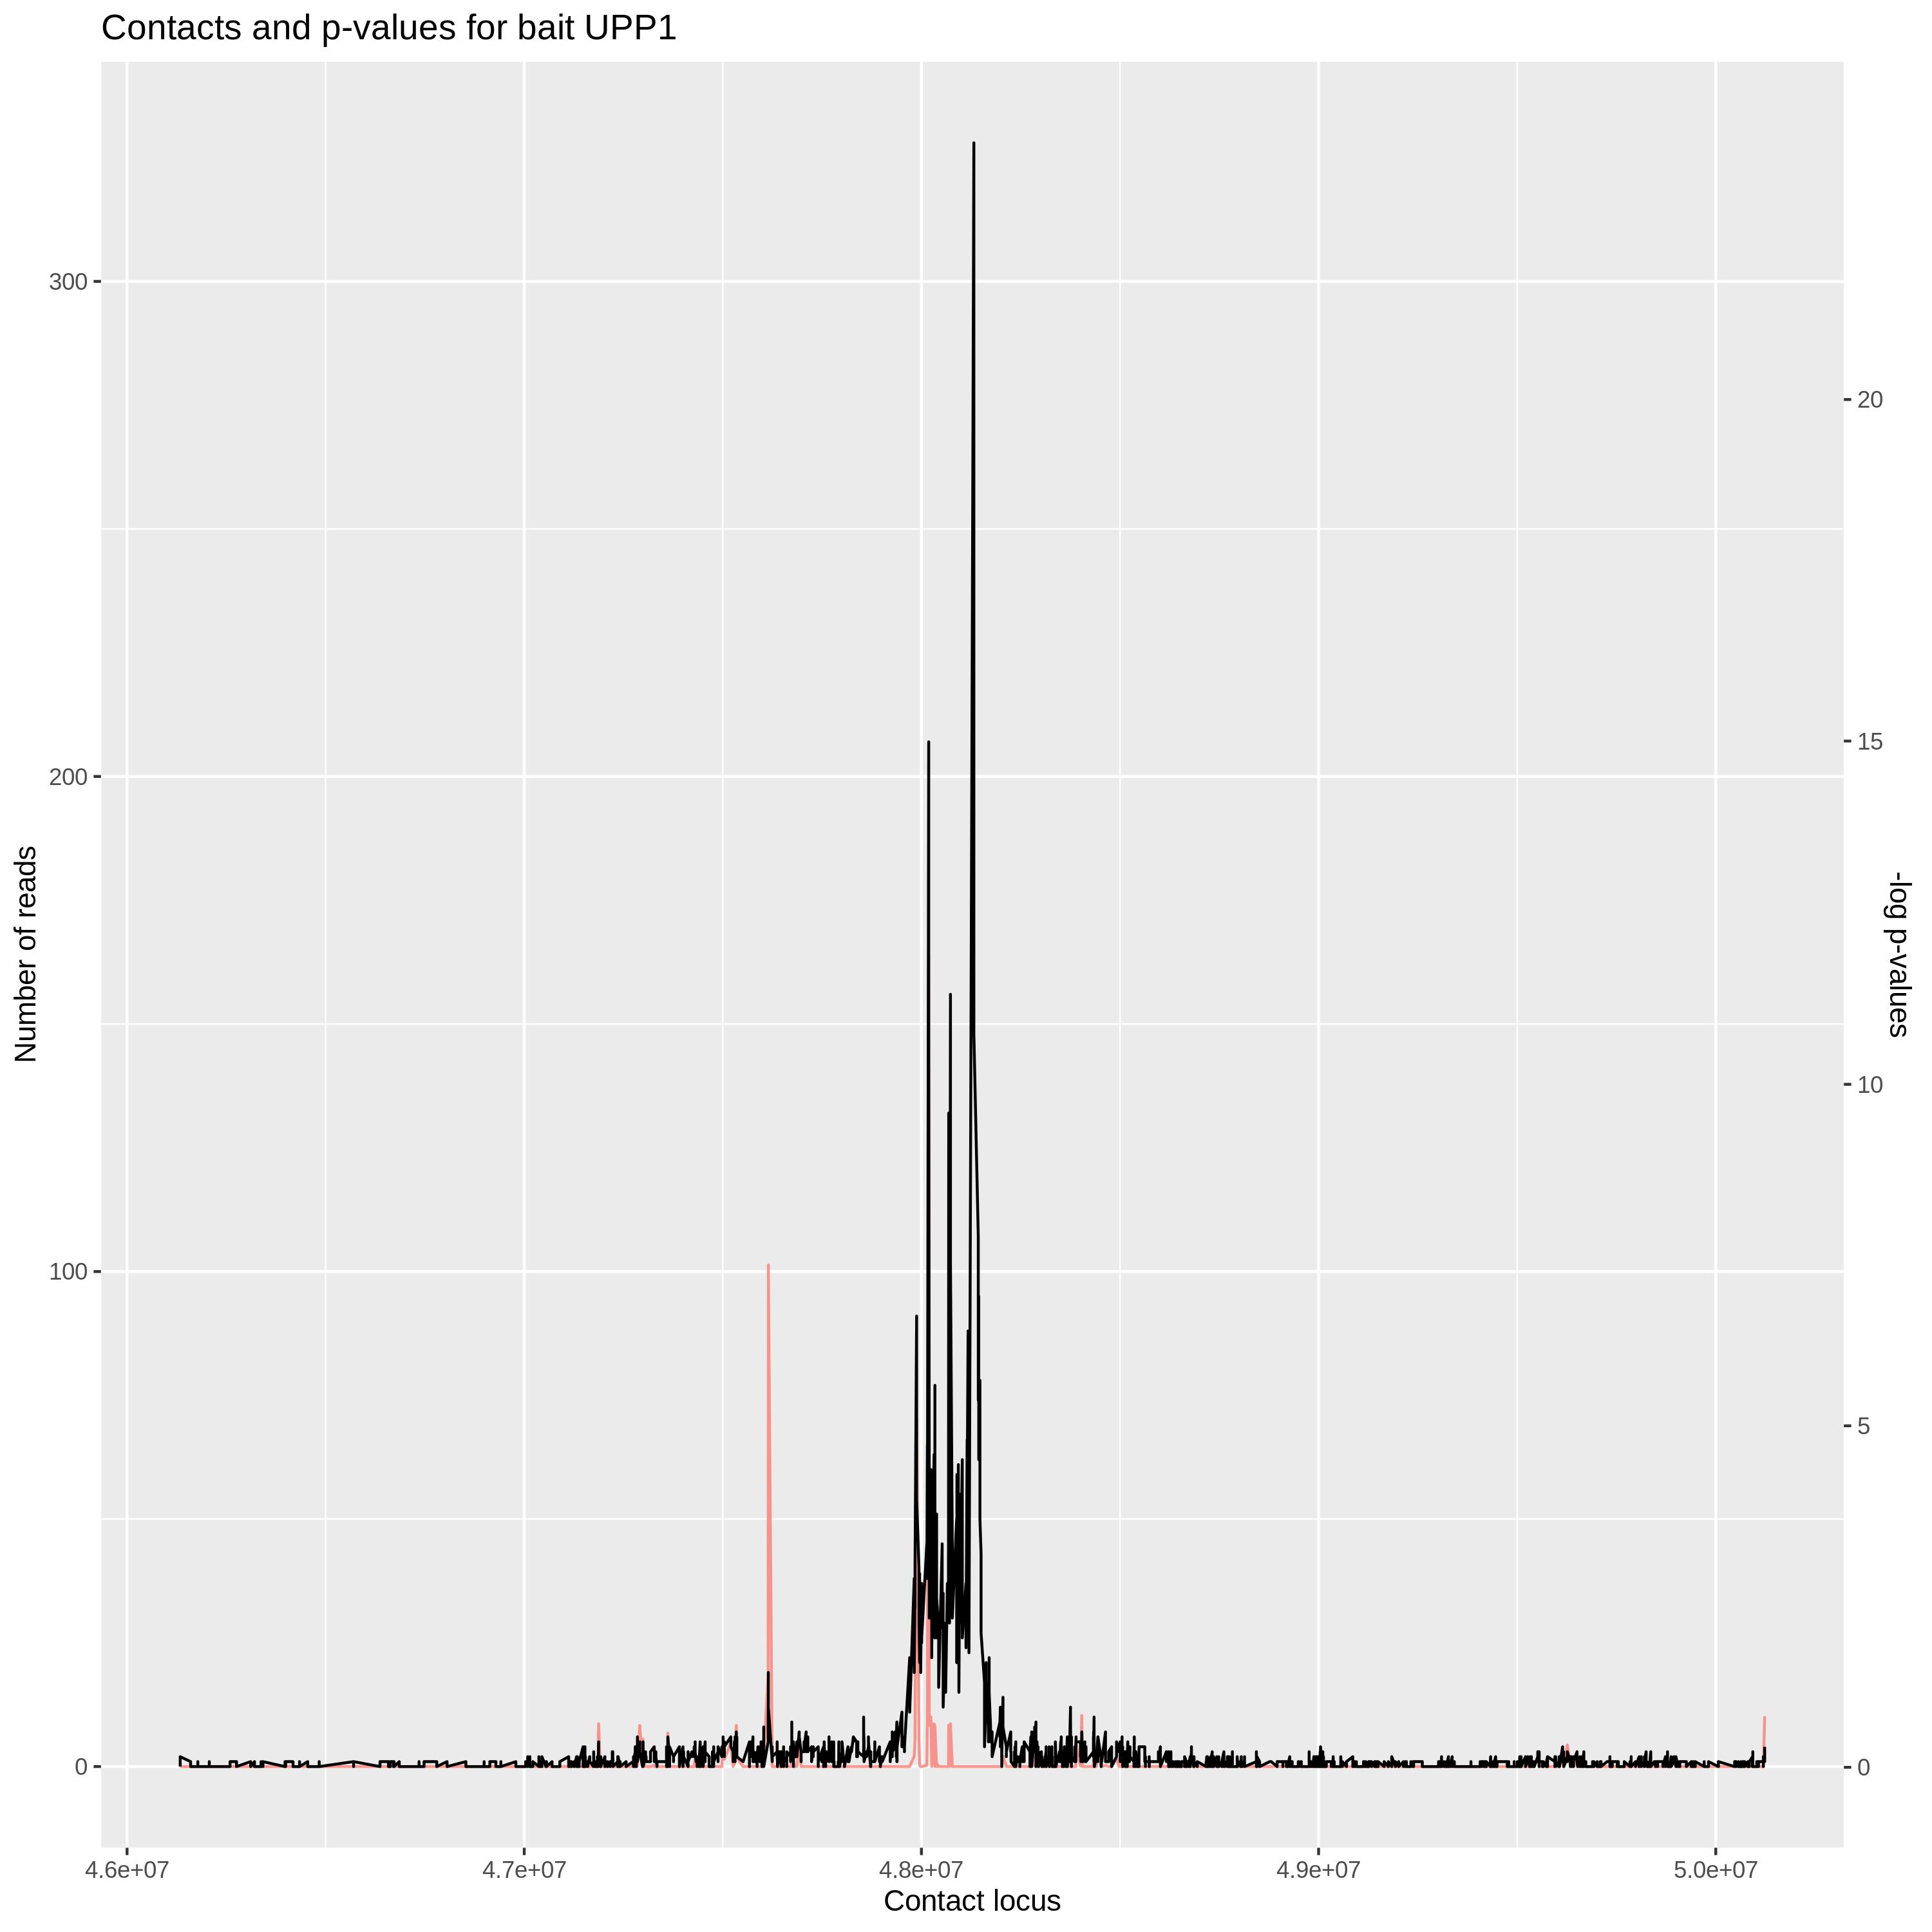 Contacts and p-values for bait UPP1
300
200
100
0
Number of reads
20
15
10
5
0
-log p-values
4.6e+07
4.7e+07
4.8e+07
4.9e+07
5.0e+07
Contact locus